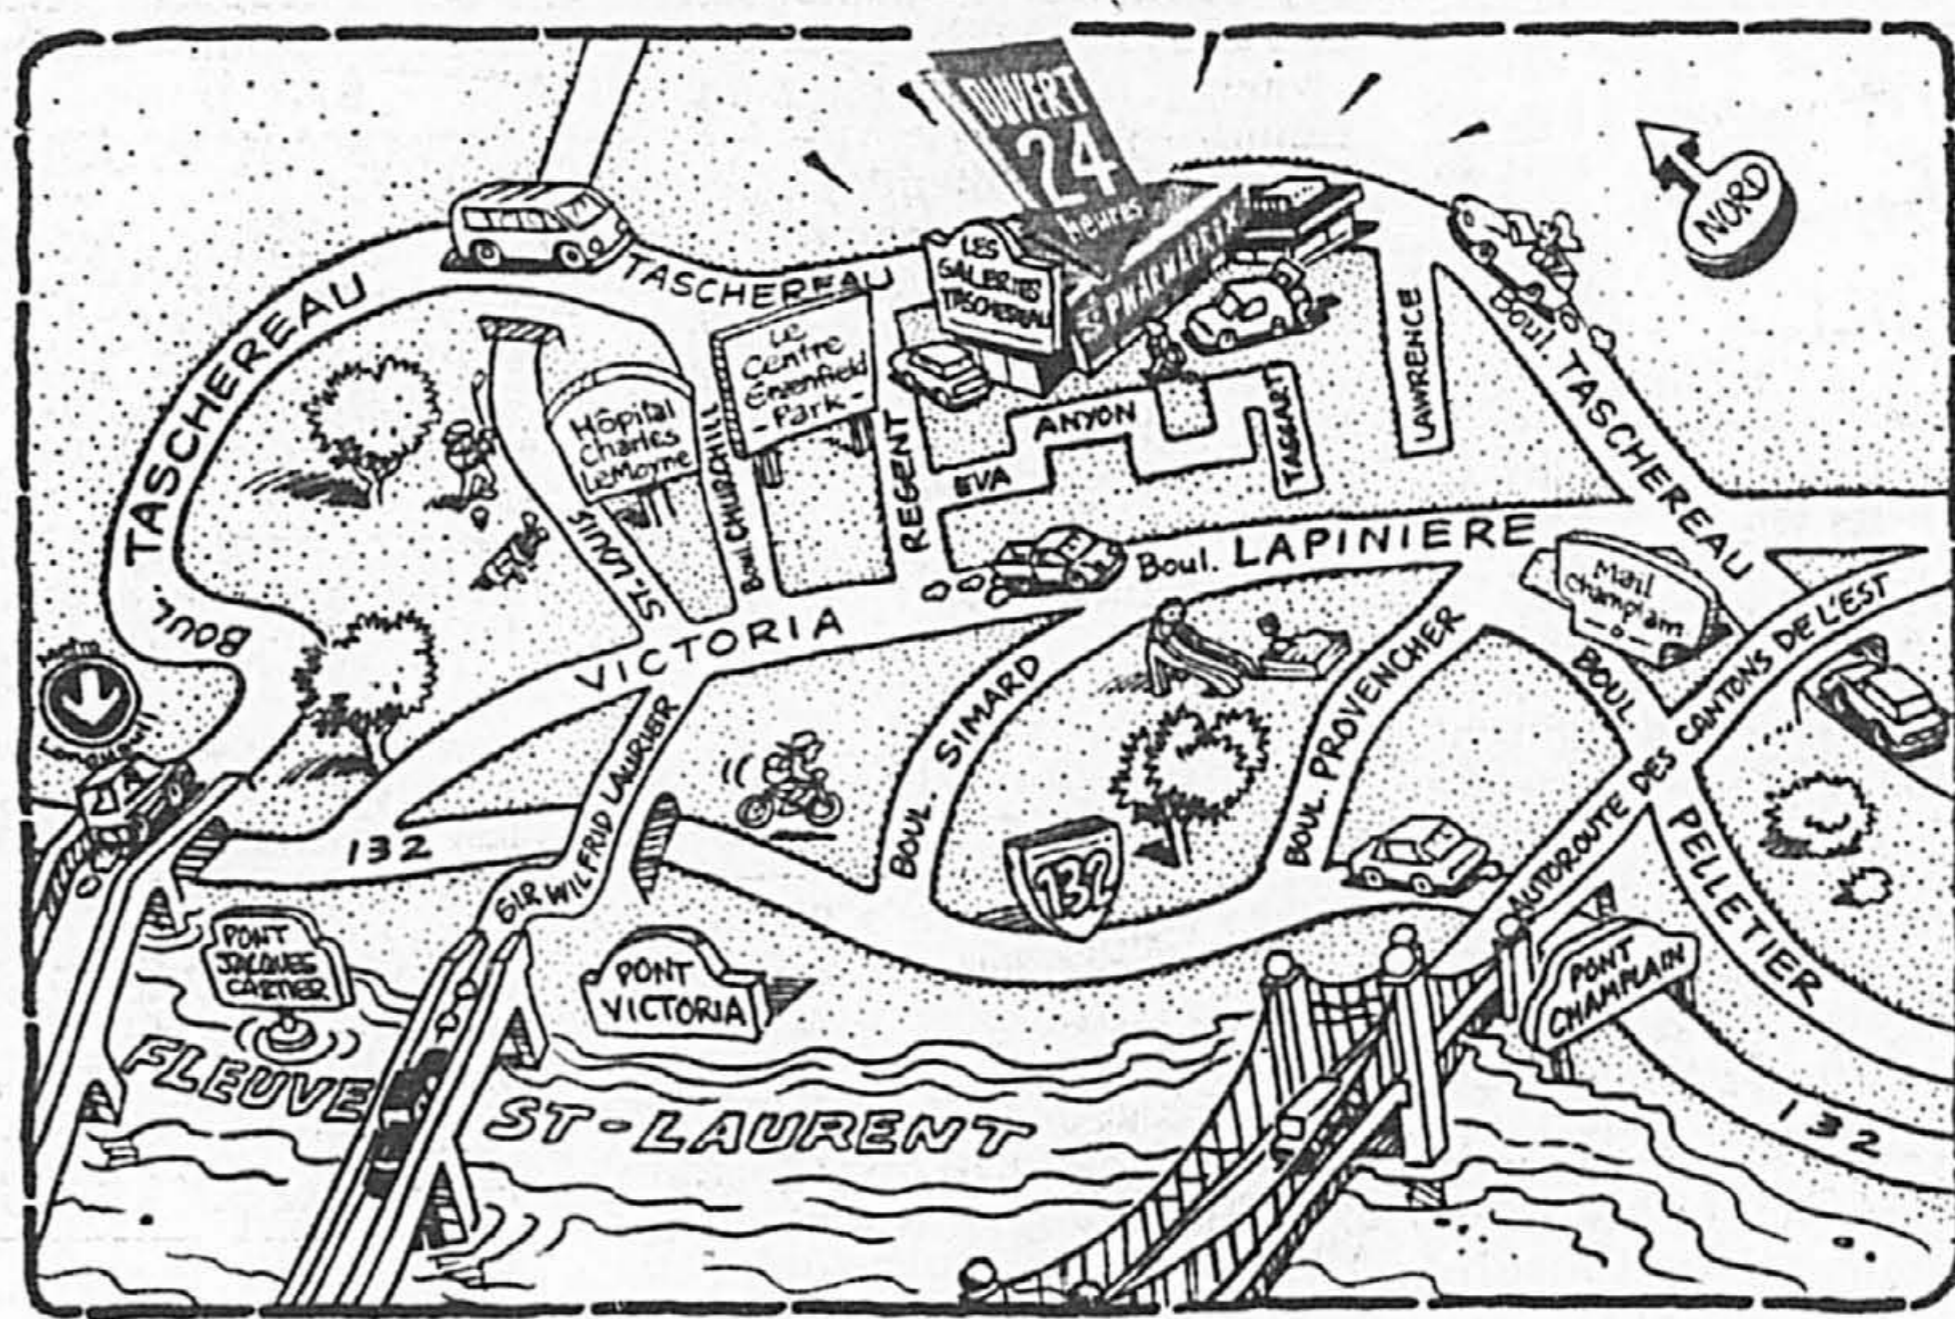 OUVERT
24
heures
PHARMAPRIX
LES
GALERIES
TASCHEREAU
NORD
TASCHEREAU
BOUL. TASCHEREAU
Le
Centre
Greenfield
- Park -
Hôpital
Charles
LeMoyne
ST-LOUIS
Boul CHURCHILL
REGENT
EVA
ANYON
TAGGART
LAWRENCE
Boul. TASCHEREAU
Boul. LAPINIERE
VICTORIA
Métro
Longueuil
Mail
Champlain
AUTOROUTE DES CANTONS DE L'EST
BOUL
PELLETIER
BOUL. SIMARD
BOUL. PROVENCHER
SIR WILFRID LAURIER
132
132
132
PONT
JACQUES
CARTIER
PONT
VICTORIA
PONT
CHAMPLAIN
FLEUVE
ST-LAURENT